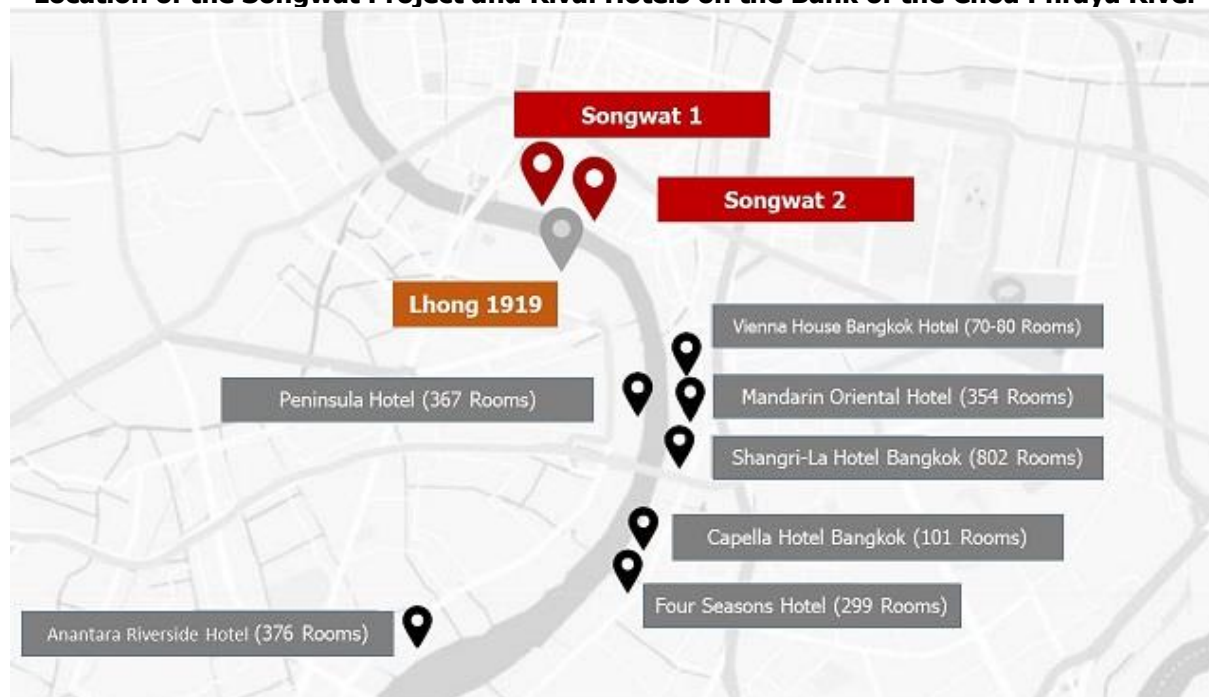 Location of the Songwat Project and Rival Hotels on the Bank of the Choa Phraya River
Songwat 1
Songwat 2
Lhong 1919
Vienna House Bangkok Hotel (70-80 Rooms)
Peninsula Hotel (367 Rooms)
Mandarin Oriental Hotel (354 Rooms)
Shangri-La Hotel Bangkok (802 Rooms)
Capella Hotel Bangkok (101 Rooms)
Four Seasons Hotel (299 Rooms)
Anantara Riverside Hotel (376 Rooms)